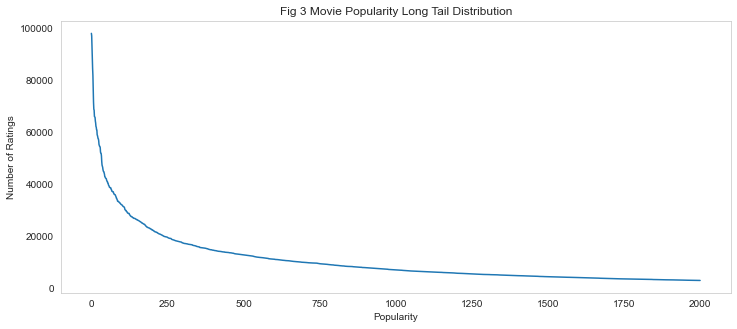 Fig 3 Movie Popularity Long Tail Distribution
100000
80000
60000
40000
20000
0
Number of Ratings
0 250 500 750 1000 1250 1500 1750 2000
Popularity